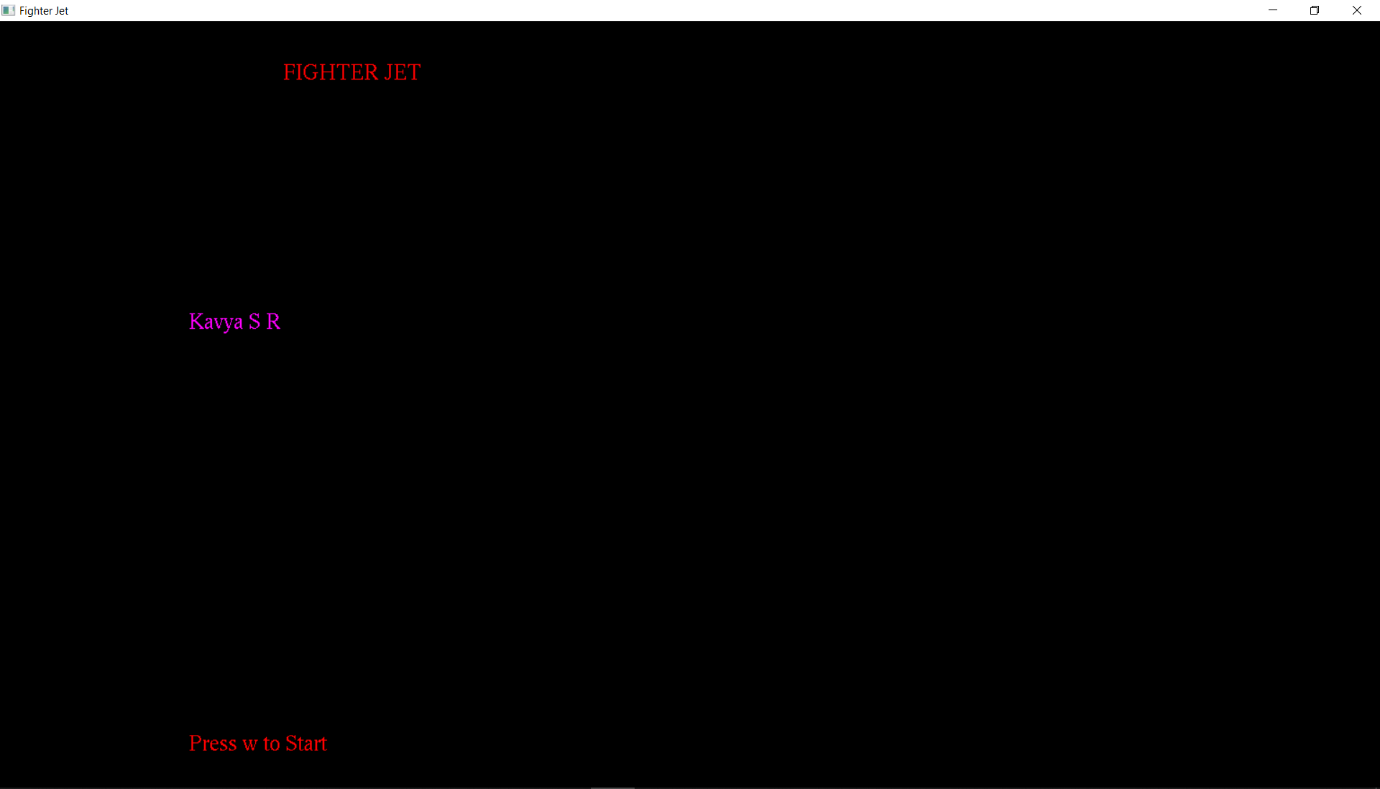 Fighter Jet
FIGHTER JET
Kavya S R
Press w to Start